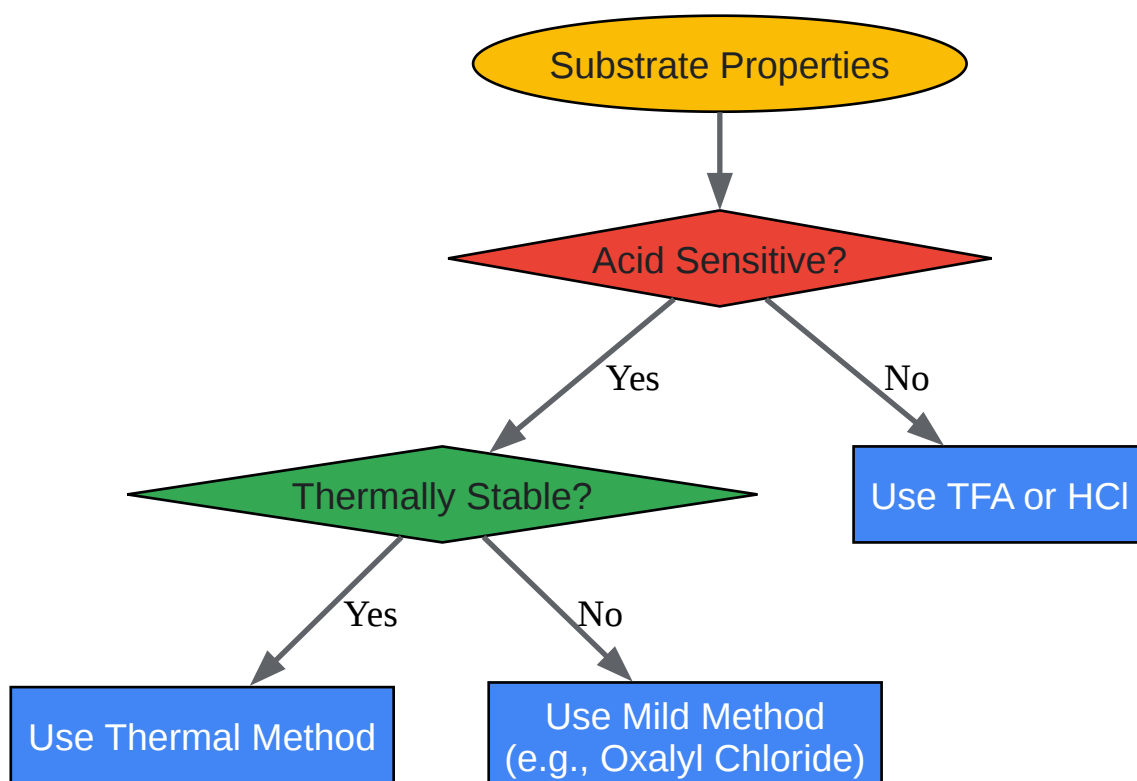 Substrate Properties
Acid Sensitive?
Yes
No
Thermally Stable?
Use TFA or HCl
Yes
No
Use Thermal Method
Use Mild Method
(e.g., Oxalyl Chloride)